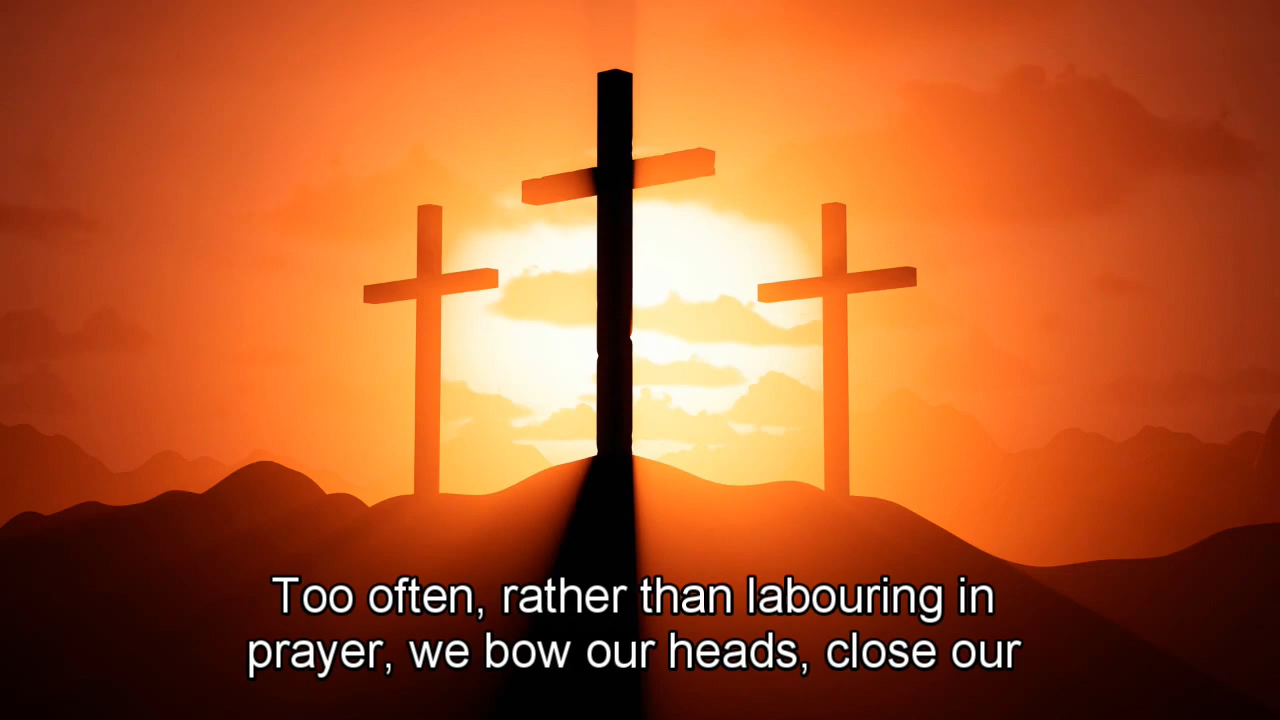 Too often, rather than labouring in
prayer, we bow our heads, close our